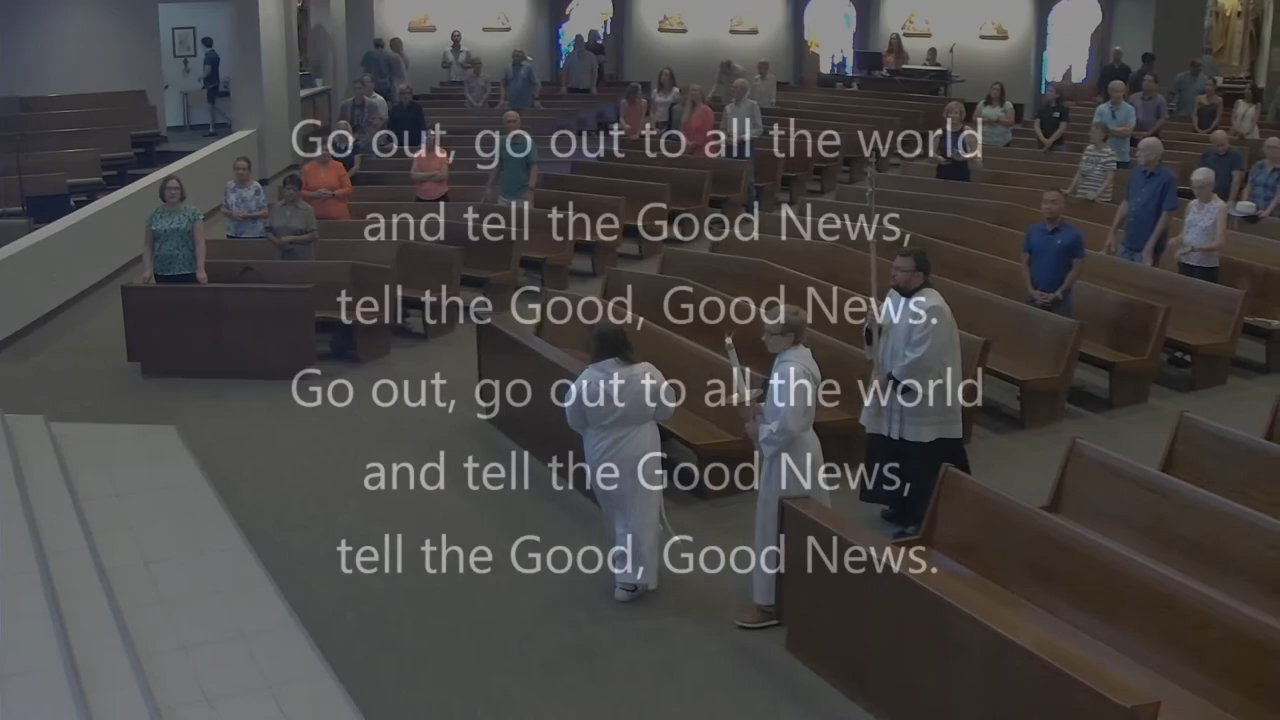 Go out, go out to all the world
and tell the Good News,
tell the Good, Good News.
Go out, go out to all the world
and tell the Good News,
tell the Good, Good News.